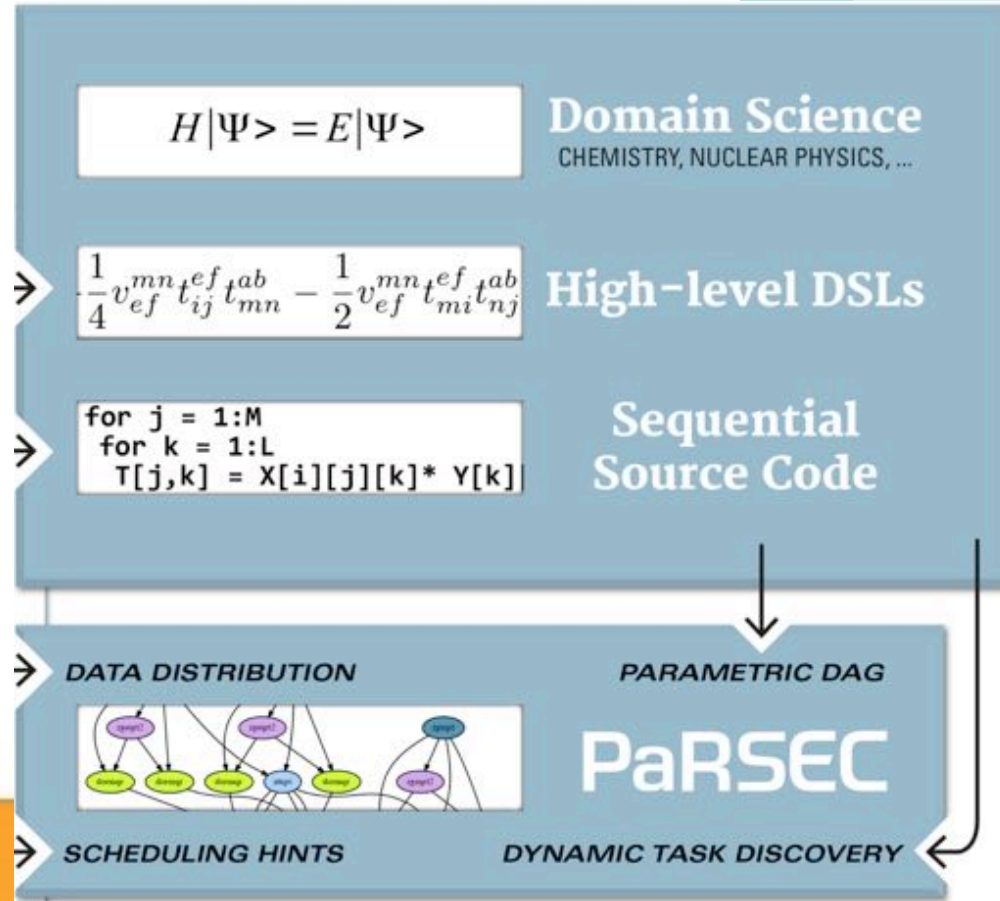 H|Ψ> = E|Ψ>
Domain Science
CHEMISTRY, NUCLEAR PHYSICS, ...
1/4 v_{ef}^{mn} t_{ij}^{ef} t_{mn}^{ab} − 1/2 v_{ef}^{mn} t_{mi}^{ef} t_{nj}^{ab}
High-level DSLs
for j = 1:M
for k = 1:L
T[j,k] = X[i][j][k]* Y[k]
Sequential
Source Code
DATA DISTRIBUTION
PARAMETRIC DAG
PaRSEC
SCHEDULING HINTS
DYNAMIC TASK DISCOVERY